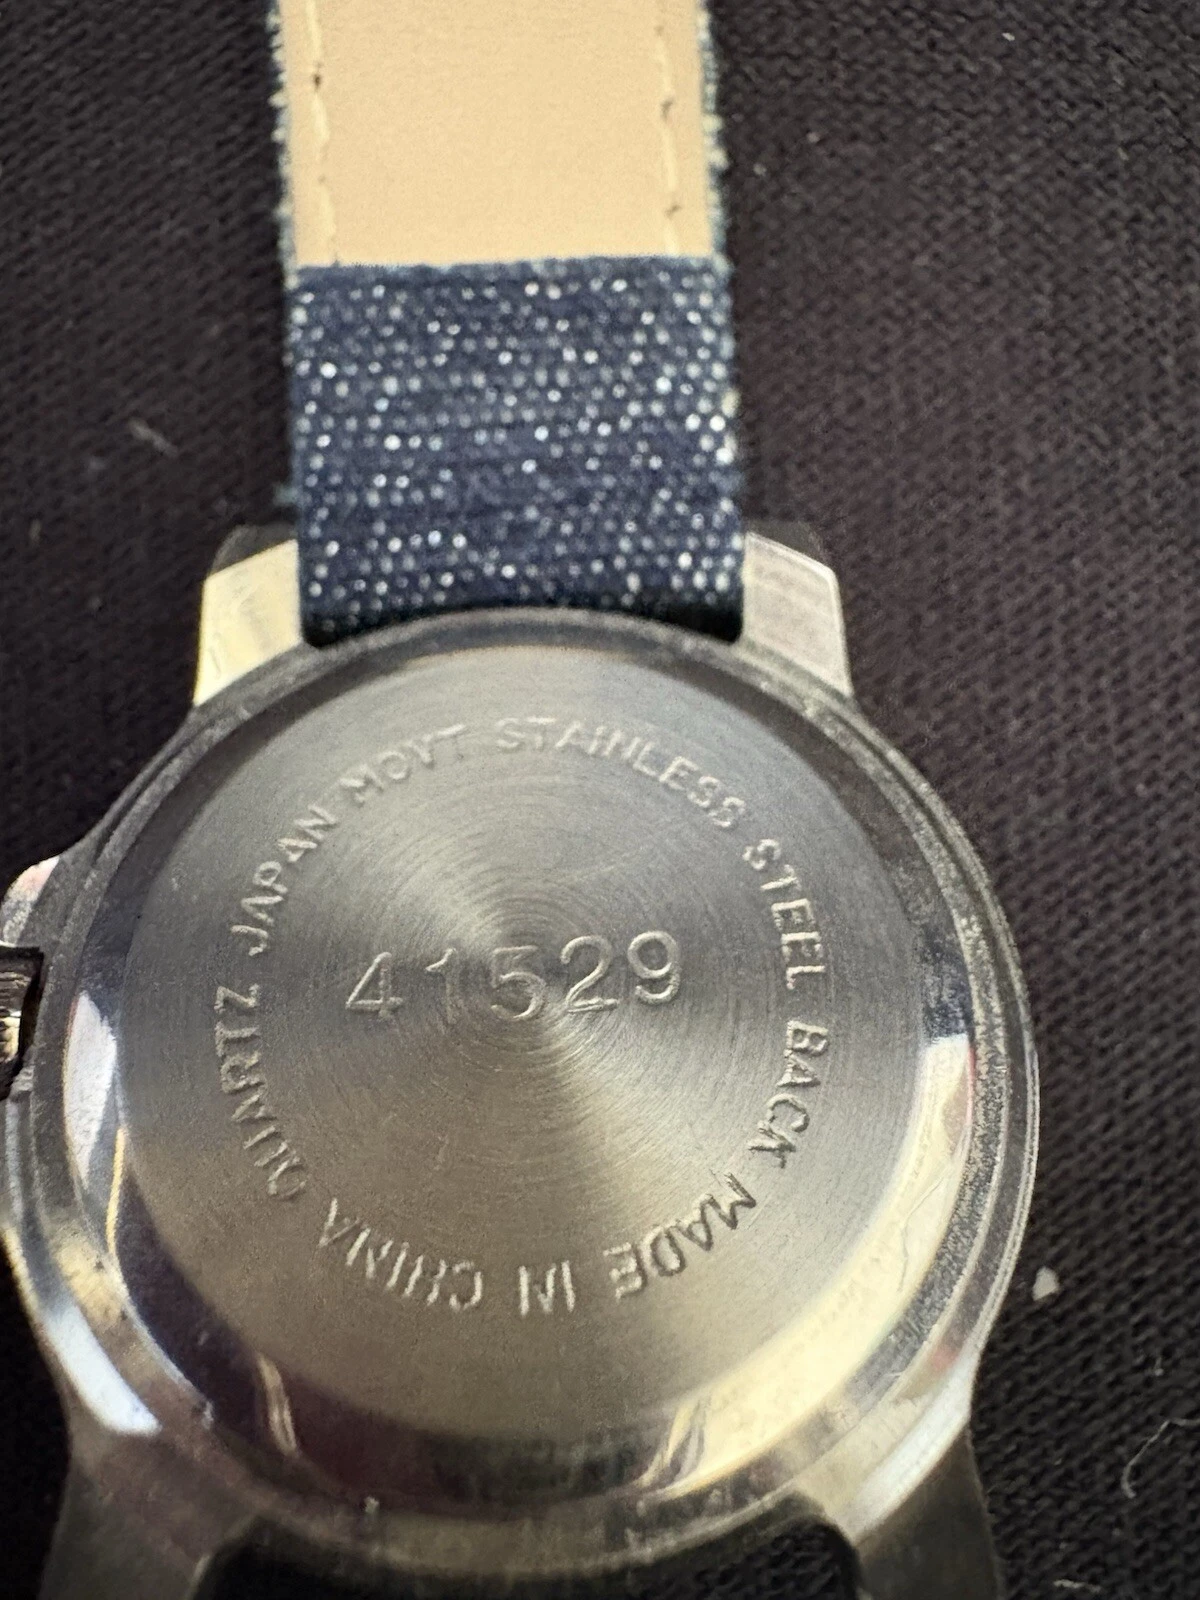 QUARTZ JAPAN MOVT STAINLESS STEEL BACK MADE IN CHINA
41529